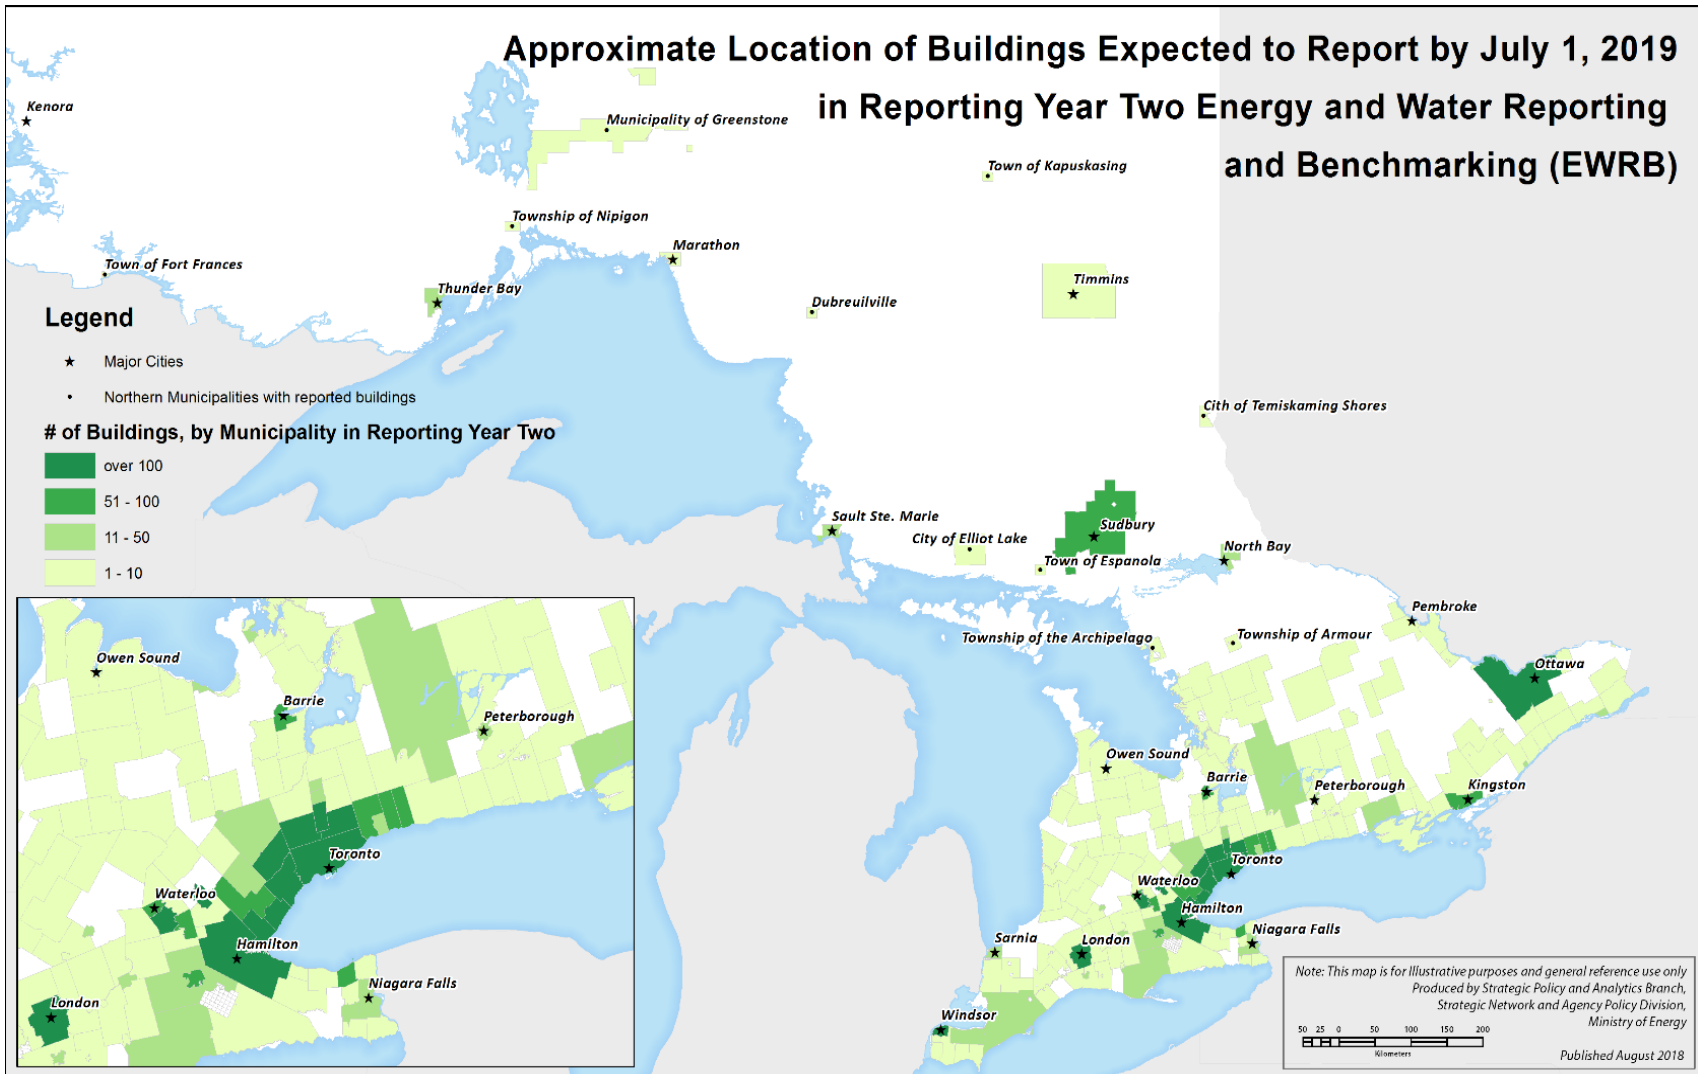 Approximate Location of Buildings Expected to Report by July 1, 2019
in Reporting Year Two Energy and Water Reporting
and Benchmarking (EWRB)
Kenora
Municipality of Greenstone
Town of Kapuskasing
Township of Nipigon
Marathon
Town of Fort Frances
Thunder Bay
Dubreuilville
Timmins
Legend
Major Cities
Northern Municipalities with reported buildings
# of Buildings, by Municipality in Reporting Year Two
over 100
51 - 100
11 - 50
1 - 10
Cith of Temiskaming Shores
Sault Ste. Marie
City of Elliot Lake
Sudbury
Town of Espanola
North Bay
Pembroke
Township of the Archipelago
Township of Armour
Ottawa
Owen Sound
Barrie
Peterborough
Kingston
Toronto
Waterloo
Hamilton
Niagara Falls
Sarnia
London
Windsor
Owen Sound
Barrie
Peterborough
Toronto
Waterloo
Hamilton
Niagara Falls
London
Note: This map is for Illustrative purposes and general reference use only
Produced by Strategic Policy and Analytics Branch,
Strategic Network and Agency Policy Division,
Ministry of Energy
50 25 0 50 100 150 200
Kilometers
Published August 2018